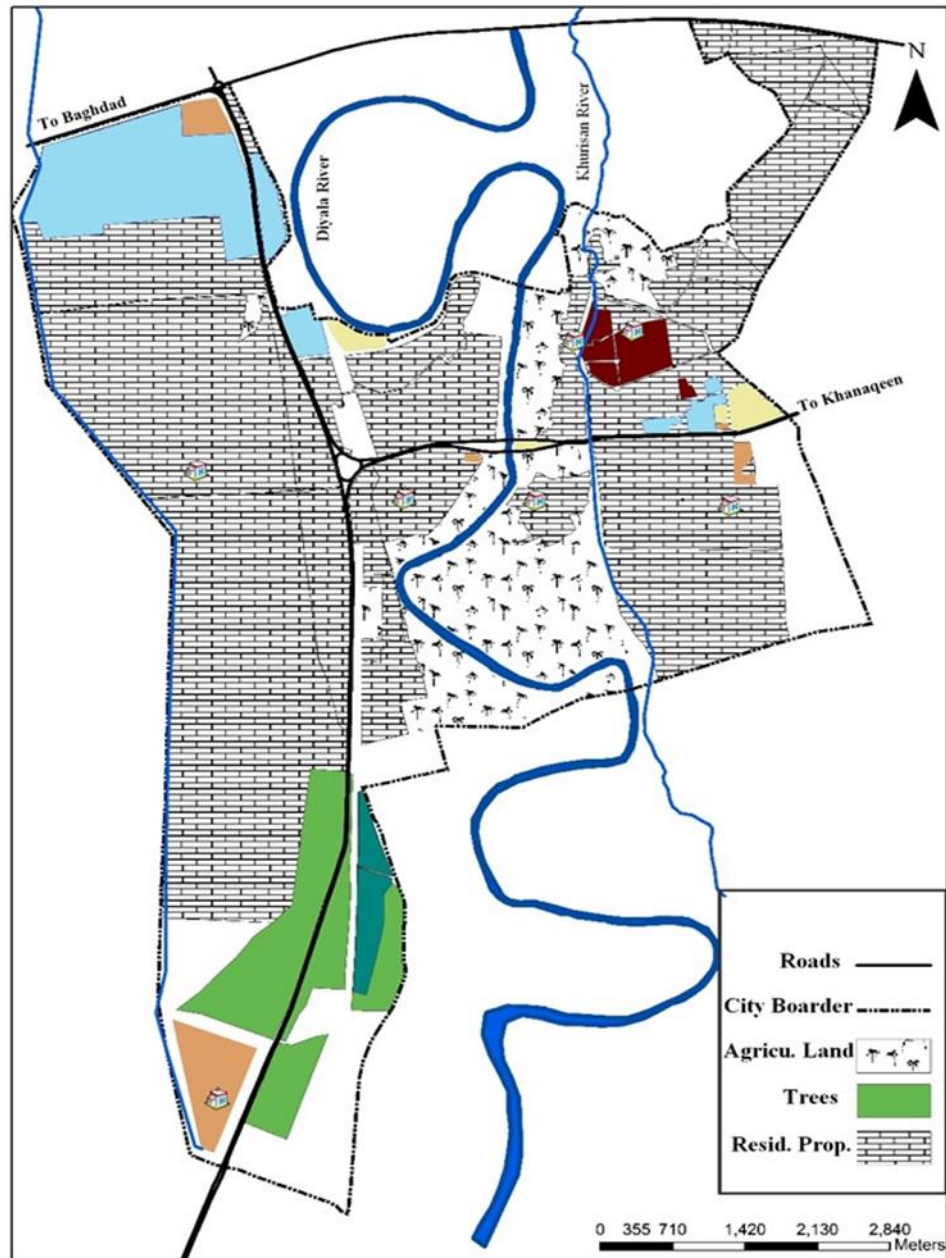 N
To Baghdad
Khurisan River
Diyala River
To Khanaqeen
Roads
City Boarder
Agricu. Land
Trees
Resid. Prop.
0 355 710 1,420 2,130 2,840
Meters